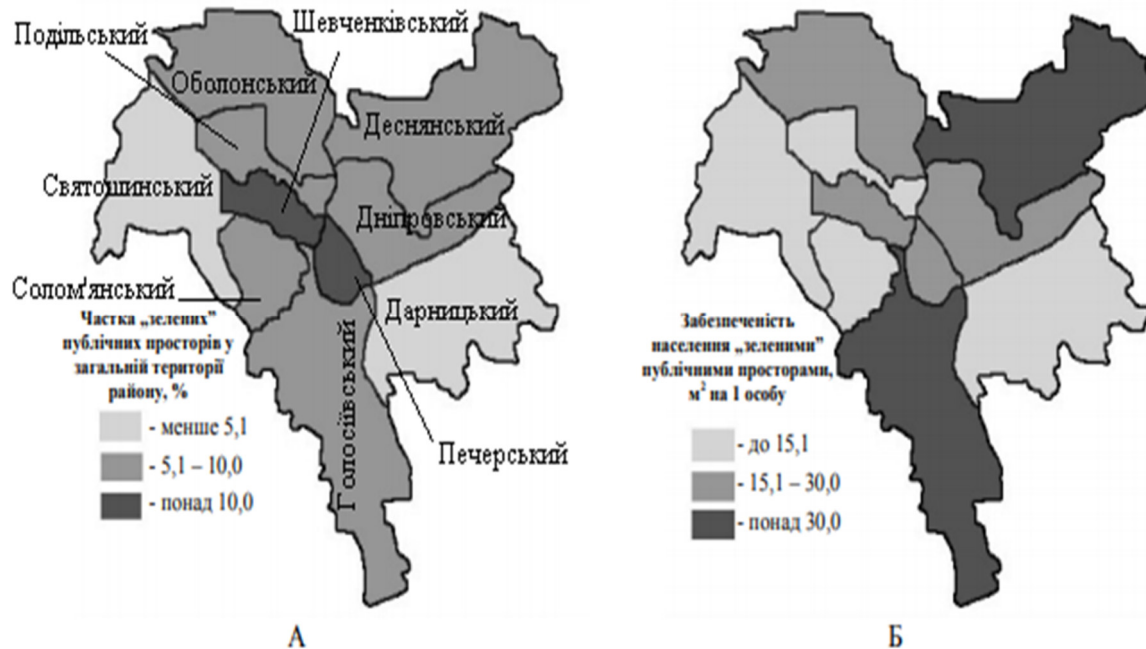 Шевченківський
Подільський
Оболонський
Деснянський
Святошинський
Дніпровський
Солом'янський
Дарницький
Голосіївський
Печерський
Частка „зелених”
публічних просторів у
загальній території
району, %
- менше 5,1
- 5,1 – 10,0
- понад 10,0
А
Забезпеченість
населення „зеленими”
публічними просторами,
м² на 1 особу
- до 15,1
- 15,1 – 30,0
- понад 30,0
Б